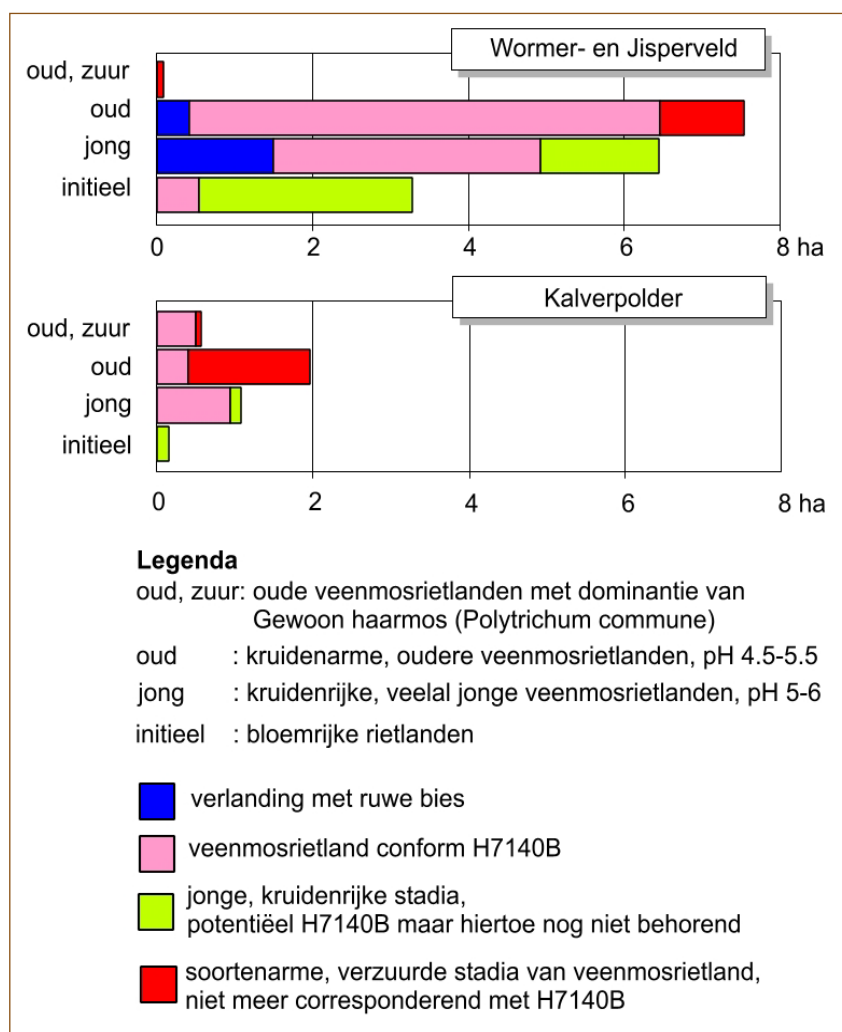 Wormer- en Jisperveld
oud, zuur
oud
jong
initieel
0 2 4 6 8 ha
Kalverpolder
oud, zuur
oud
jong
initieel
0 2 4 6 8 ha
Legenda
oud, zuur: oude veenmosrietlanden met dominantie van
Gewoon haarmos (Polytrichum commune)
oud : kruidenarme, oudere veenmosrietlanden, pH 4.5-5.5
jong : kruidenrijke, veelal jonge veenmosrietlanden, pH 5-6
initieel : bloemrijke rietlanden
verlanding met ruwe bies
veenmosrietland conform H7140B
jonge, kruidenrijke stadia,
potentiëel H7140B maar hiertoe nog niet behorend
soortenarme, verzuurde stadia van veenmosrietland,
niet meer corresponderend met H7140B